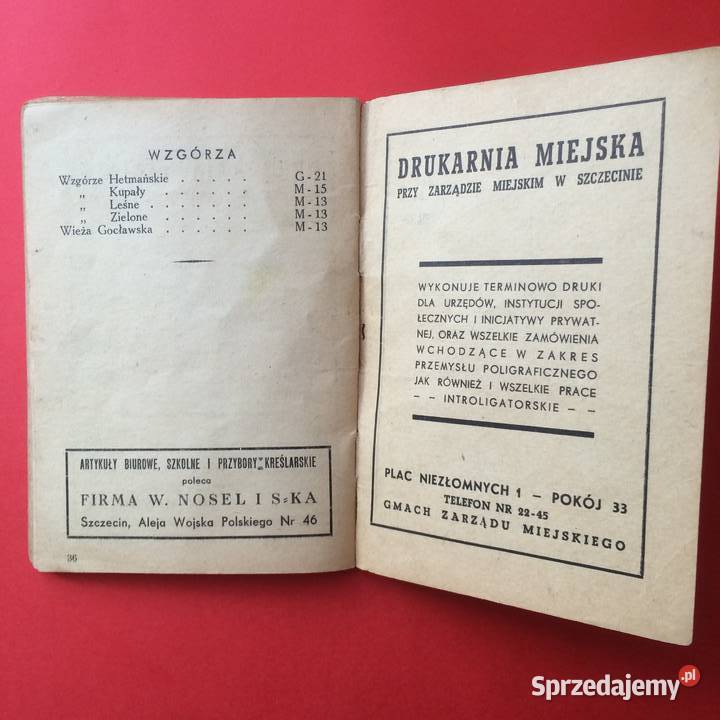 WZGÓRZA
Wzgórze Hetmańskie . . . . . G - 21
„ Kupały . . . . . M - 15
„ Leśne . . . . . . M - 13
„ Zielone . . . . . M - 13
Wieża Gocławska . . . . . . M - 13
ARTYKUŁY BIUROWE, SZKOLNE I PRZYBORY KREŚLARSKIE
poleca
FIRMA W. NOSEL I S-KA
Szczecin, Aleja Wojska Polskiego Nr 46
36
DRUKARNIA MIEJSKA
PRZY ZARZĄDZIE MIEJSKIM W SZCZECINIE
WYKONUJE TERMINOWO DRUKI
DLA URZĘDÓW, INSTYTUCJI SPO-
ŁECZNYCH I INICJATYWY PRYWAT-
NEJ, ORAZ WSZELKIE ZAMÓWIENIA
WCHODZĄCE W ZAKRES
PRZEMYSŁU POLIGRAFICZNEGO
JAK RÓWNIEŻ I WSZELKIE PRACE
– – INTROLIGATORSKIE – –
PLAC NIEZŁOMNYCH 1 – POKÓJ 33
TELEFON NR 22-45
GMACH ZARZĄDU MIEJSKIEGO
Sprzedajemy.pl